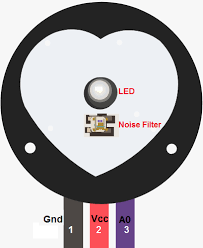 LED
Noise Filter
Gnd Vcc A0
1 2 3